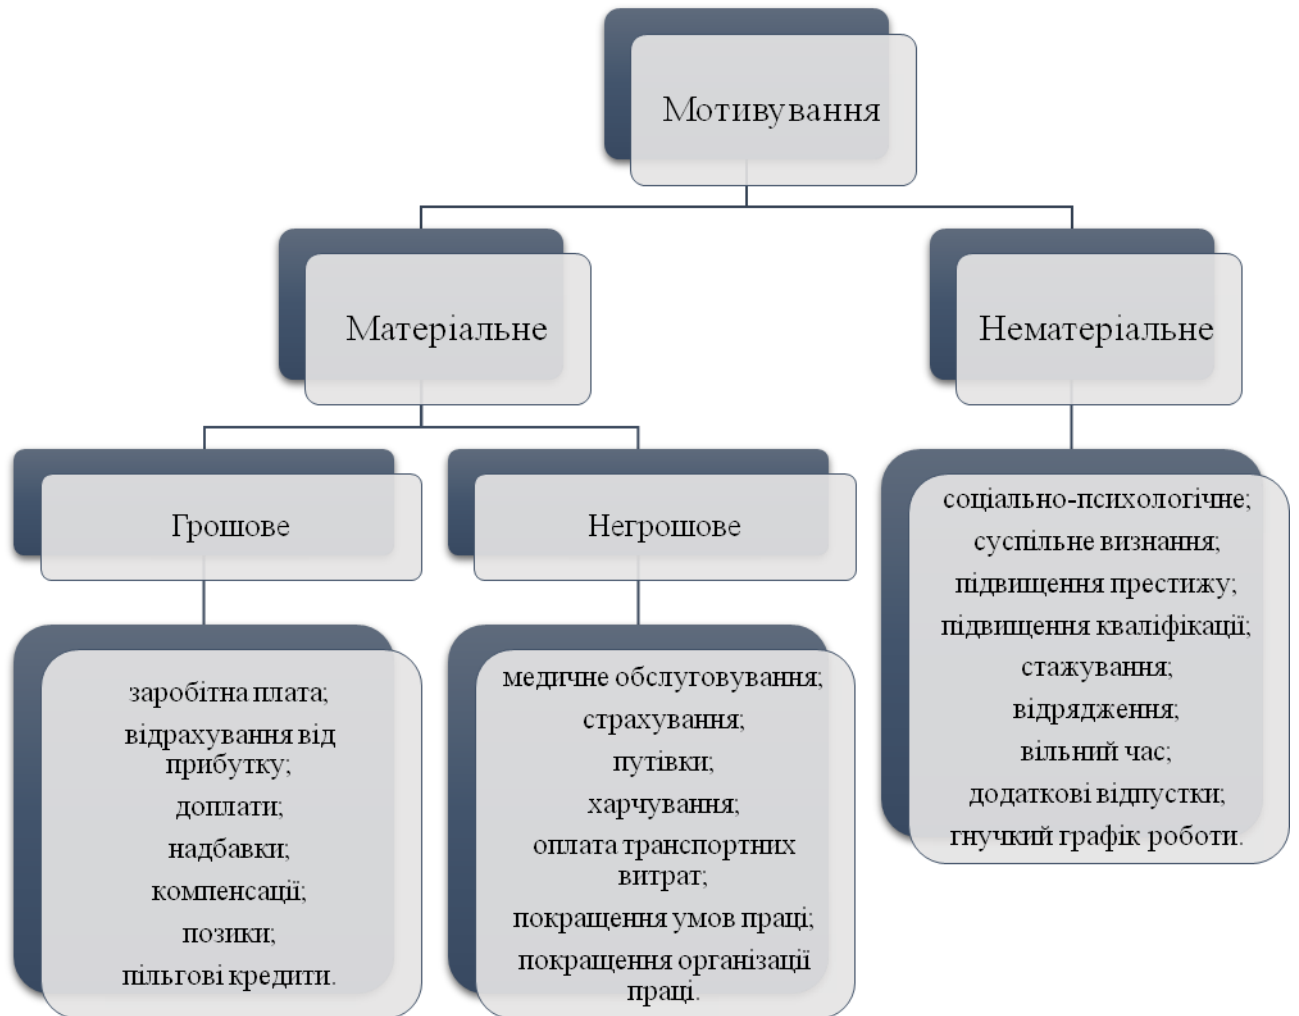 Мотивування
Матеріальне
Нематеріальне
Грошове
Негрошове
заробітна плата;
відрахування від
прибутку;
доплати;
надбавки;
компенсації;
позики;
пільгові кредити.
медичне обслуговування;
страхування;
путівки;
харчування;
оплата транспортних
витрат;
покращення умов праці;
покращення організації
праці.
соціально-психологічне;
суспільне визнання;
підвищення престижу;
підвищення кваліфікації;
стажування;
відрядження;
вільний час;
додаткові відпустки;
гнучкий графік роботи.